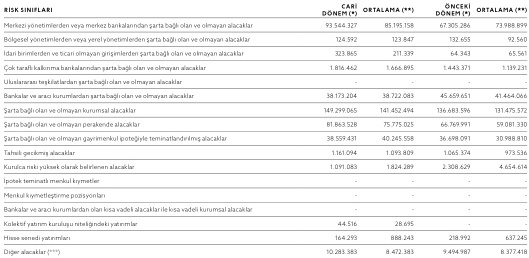 RİSK SINIFLARI CARİ DÖNEM (*) ORTALAMA (**) ÖNCEKİ DÖNEM (*) ORTALAMA (**)
Merkezi yönetimlerden veya merkez bankalarından şarta bağlı olan ve olmayan alacaklar 93.544.327 85.195.158 67.305.286 73.988.899
Bölgesel yönetimlerden veya yerel yönetimlerden şarta bağlı olan ve olmayan alacaklar 124.592 123.847 132.655 92.560
İdari birimlerden ve ticari olmayan girişimlerden şarta bağlı olan ve olmayan alacaklar 323.865 211.339 64.343 65.561
Çok taraflı kalkınma bankalarından şarta bağlı olan ve olmayan alacaklar 1.816.462 1.666.895 1.443.371 1.139.231
Uluslararası teşkilatlardan şarta bağlı olan ve olmayan alacaklar - - - -
Bankalar ve aracı kurumlardan şarta bağlı olan ve olmayan alacaklar 38.173.204 38.722.083 45.659.651 41.464.066
Şarta bağlı olan ve olmayan kurumsal alacaklar 149.299.065 141.452.494 136.683.596 131.475.572
Şarta bağlı olan ve olmayan perakende alacaklar 81.863.528 75.775.025 66.769.991 59.081.330
Şarta bağlı olan ve olmayan gayrimenkul ipoteğiyle teminatlandırılmış alacaklar 38.559.431 40.245.558 36.698.091 30.988.810
Tahsili gecikmiş alacaklar 1.161.094 1.093.809 1.065.374 973.536
Kurulca riski yüksek olarak belirlenen alacaklar 1.091.083 1.824.289 2.308.629 4.654.614
İpotek teminatlı menkul kıymetler - - - -
Menkul kıymetleştirme pozisyonları - - - -
Bankalar ve aracı kurumlardan olan kısa vadeli alacaklar ile kısa vadeli kurumsal alacaklar - - - -
Kolektif yatırım kuruluşu niteliğindeki yatırımlar 44.516 28.695 - -
Hisse senedi yatırımları 164.293 888.243 218.992 637.245
Diğer alacaklar (***) 10.283.383 8.472.383 9.494.987 8.377.418